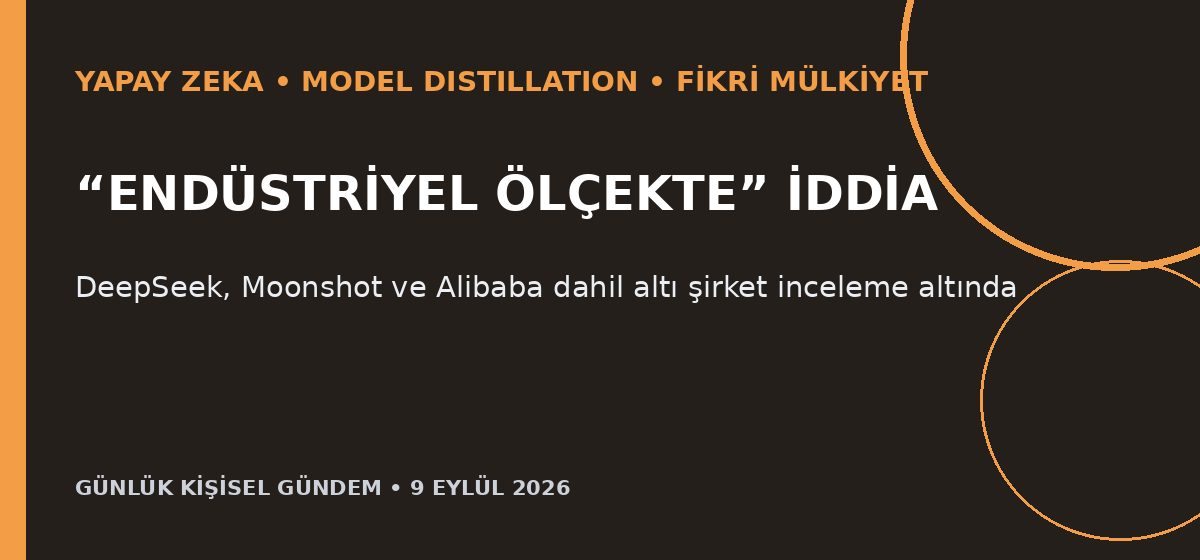 YAPAY ZEKA • MODEL DISTILLATION • FİKRİ MÜLKİYET
“ENDÜSTRİYEL ÖLÇEKTE” İDDİA
DeepSeek, Moonshot ve Alibaba dahil altı şirket inceleme altında
GÜNLÜK KİŞİSEL GÜNDEM • 9 EYLÜL 2026